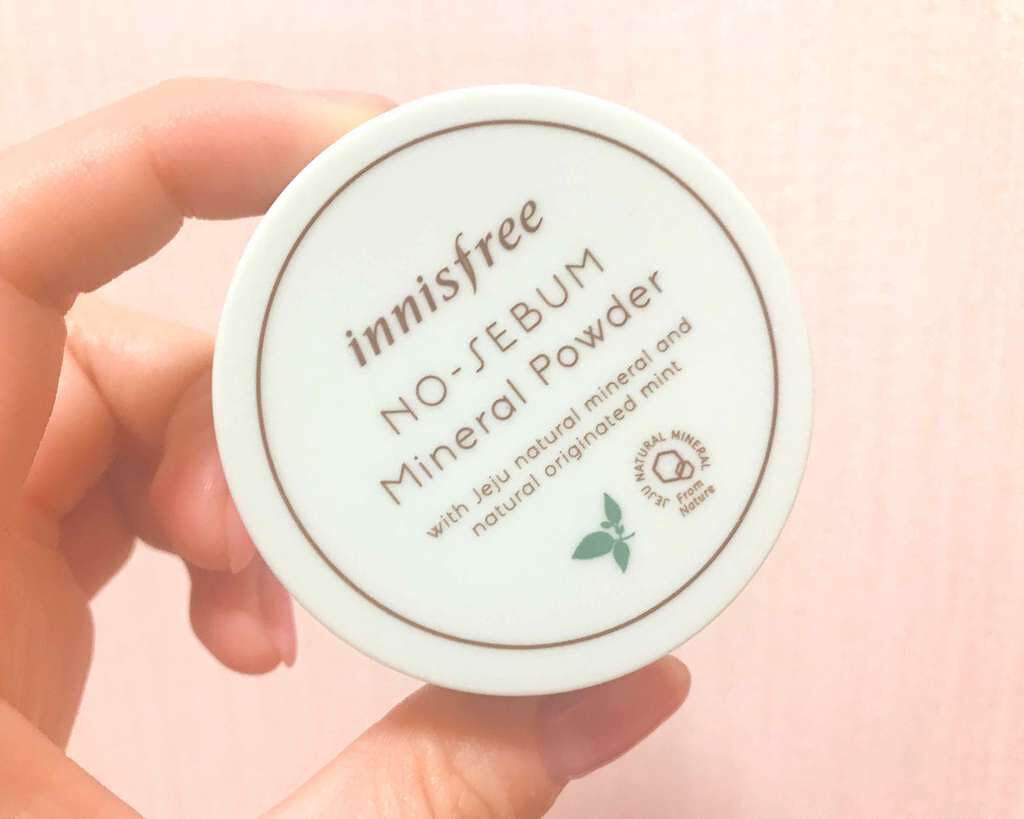 innisfree
NO-SEBUM
Mineral Powder
with Jeju natural mineral and
natural originated mint
JEJU NATURAL MINERAL
From
Nature